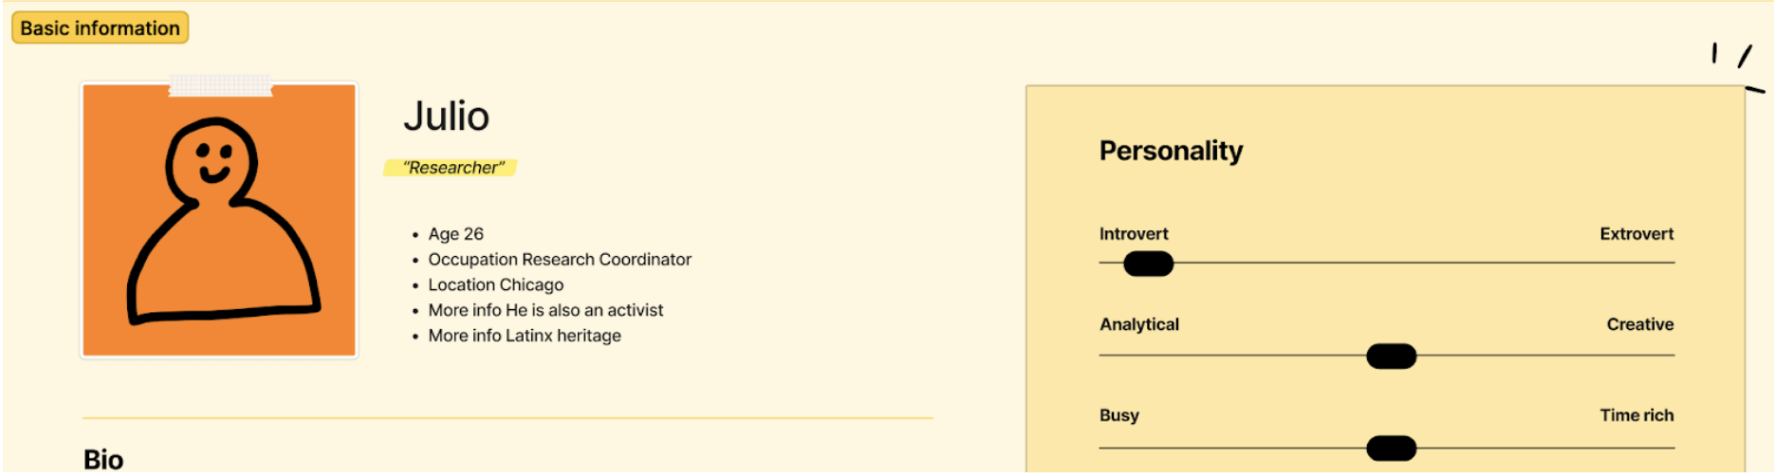 Basic information
Julio
“Researcher”
• Age 26
• Occupation Research Coordinator
• Location Chicago
• More info He is also an activist
• More info Latinx heritage
Bio
Personality
Introvert Extrovert
Analytical Creative
Busy Time rich